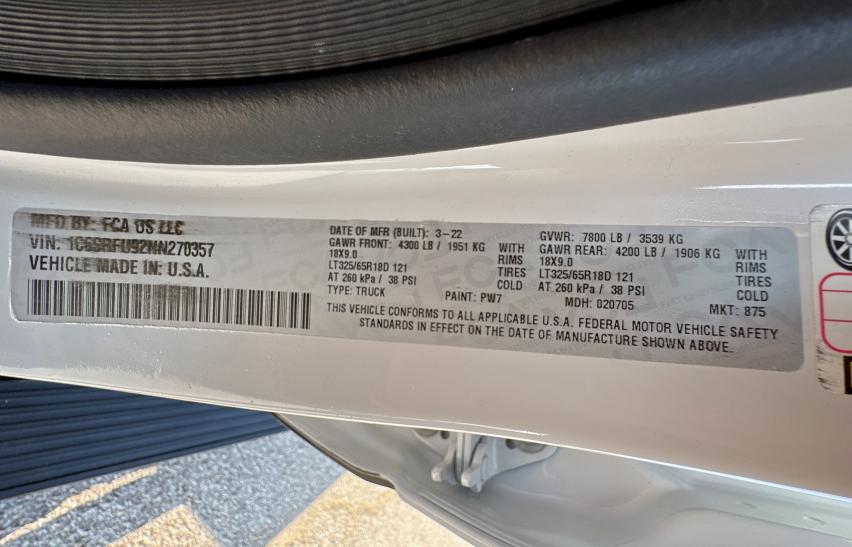 MFD BY: FCA US LLC
VIN: 1C6SRFU92NN270357
VEHICLE MADE IN: U.S.A.
DATE OF MFR (BUILT): 3-22
GAWR FRONT: 4300 LB / 1951 KG WITH
18X9.0 RIMS
LT325/65R18D 121 TIRES
AT 260 kPa / 38 PSI COLD
TYPE: TRUCK PAINT: PW7
GVWR: 7800 LB / 3539 KG
GAWR REAR: 4200 LB / 1906 KG WITH
18X9.0 RIMS
LT325/65R18D 121 TIRES
AT 260 kPa / 38 PSI COLD
MDH: 020705 MKT: 875
THIS VEHICLE CONFORMS TO ALL APPLICABLE U.S.A. FEDERAL MOTOR VEHICLE SAFETY
STANDARDS IN EFFECT ON THE DATE OF MANUFACTURE SHOWN ABOVE.